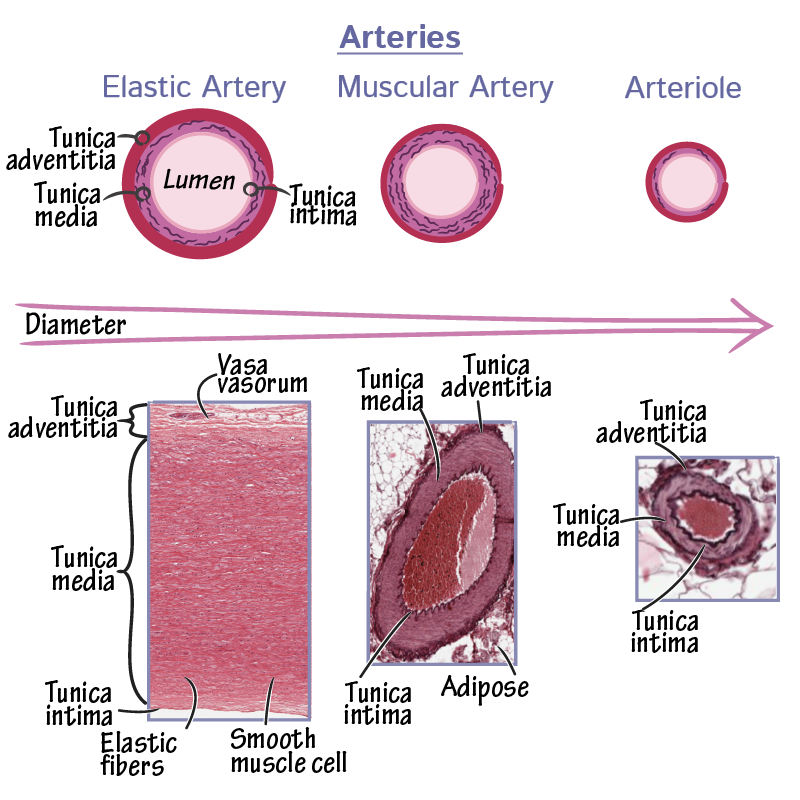 Arteries
Elastic Artery
Muscular Artery
Arteriole
Tunica
adventitia
Tunica
media
Lumen
Tunica
intima
Diameter
Vasa
vasorum
Tunica
adventitia
Tunica
media
Tunica
intima
Elastic
fibers
Smooth
muscle cell
Tunica
media
Tunica
adventitia
Tunica
intima
Adipose
Tunica
adventitia
Tunica
media
Tunica
intima